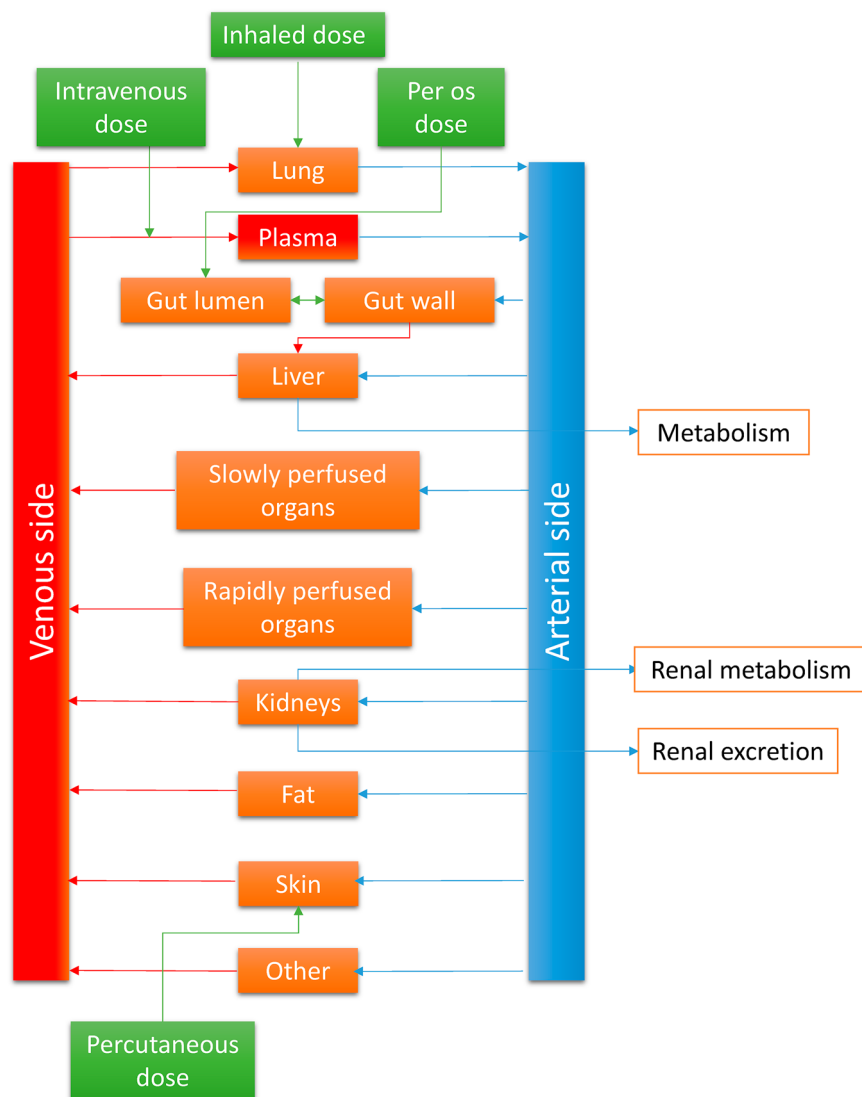 Inhaled dose
Intravenous
dose
Per os
dose
Lung
Plasma
Gut lumen
Gut wall
Liver
Metabolism
Slowly perfused
organs
Venous side
Arterial side
Rapidly perfused
organs
Renal metabolism
Kidneys
Renal excretion
Fat
Skin
Other
Percutaneous
dose